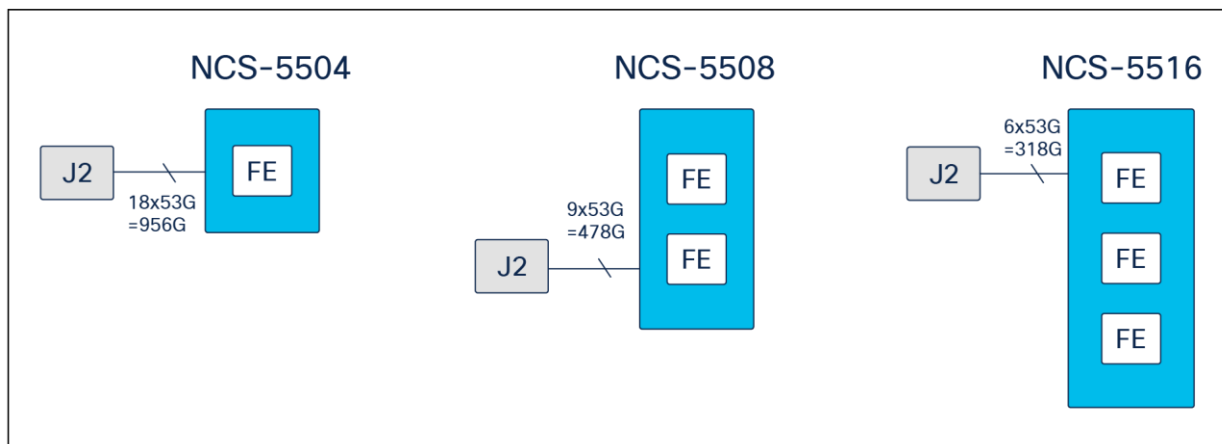 NCS-5504
J2
18x53G
=956G
FE
NCS-5508
J2
9x53G
=478G
FE
FE
NCS-5516
J2
6x53G
=318G
FE
FE
FE